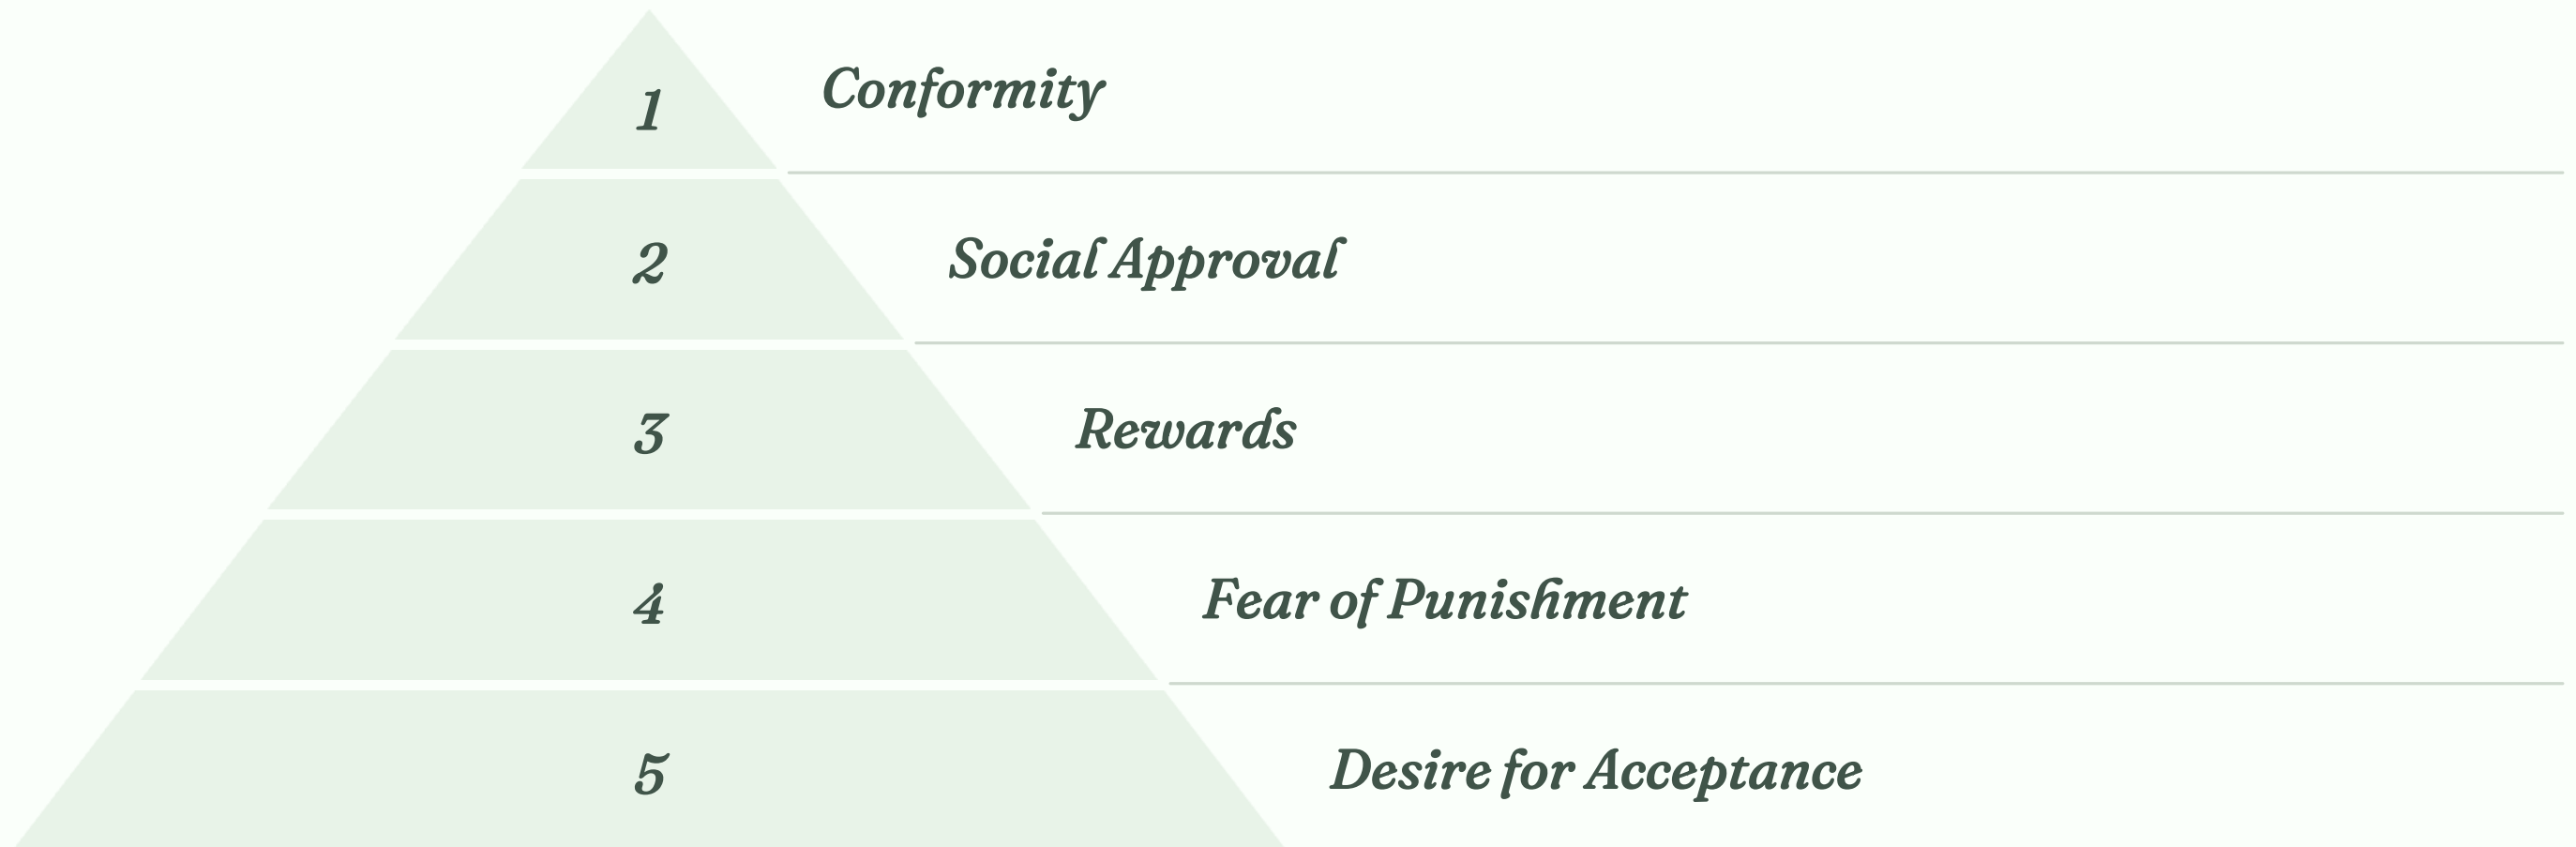 1
Conformity
2
Social Approval
3
Rewards
4
Fear of Punishment
5
Desire for Acceptance